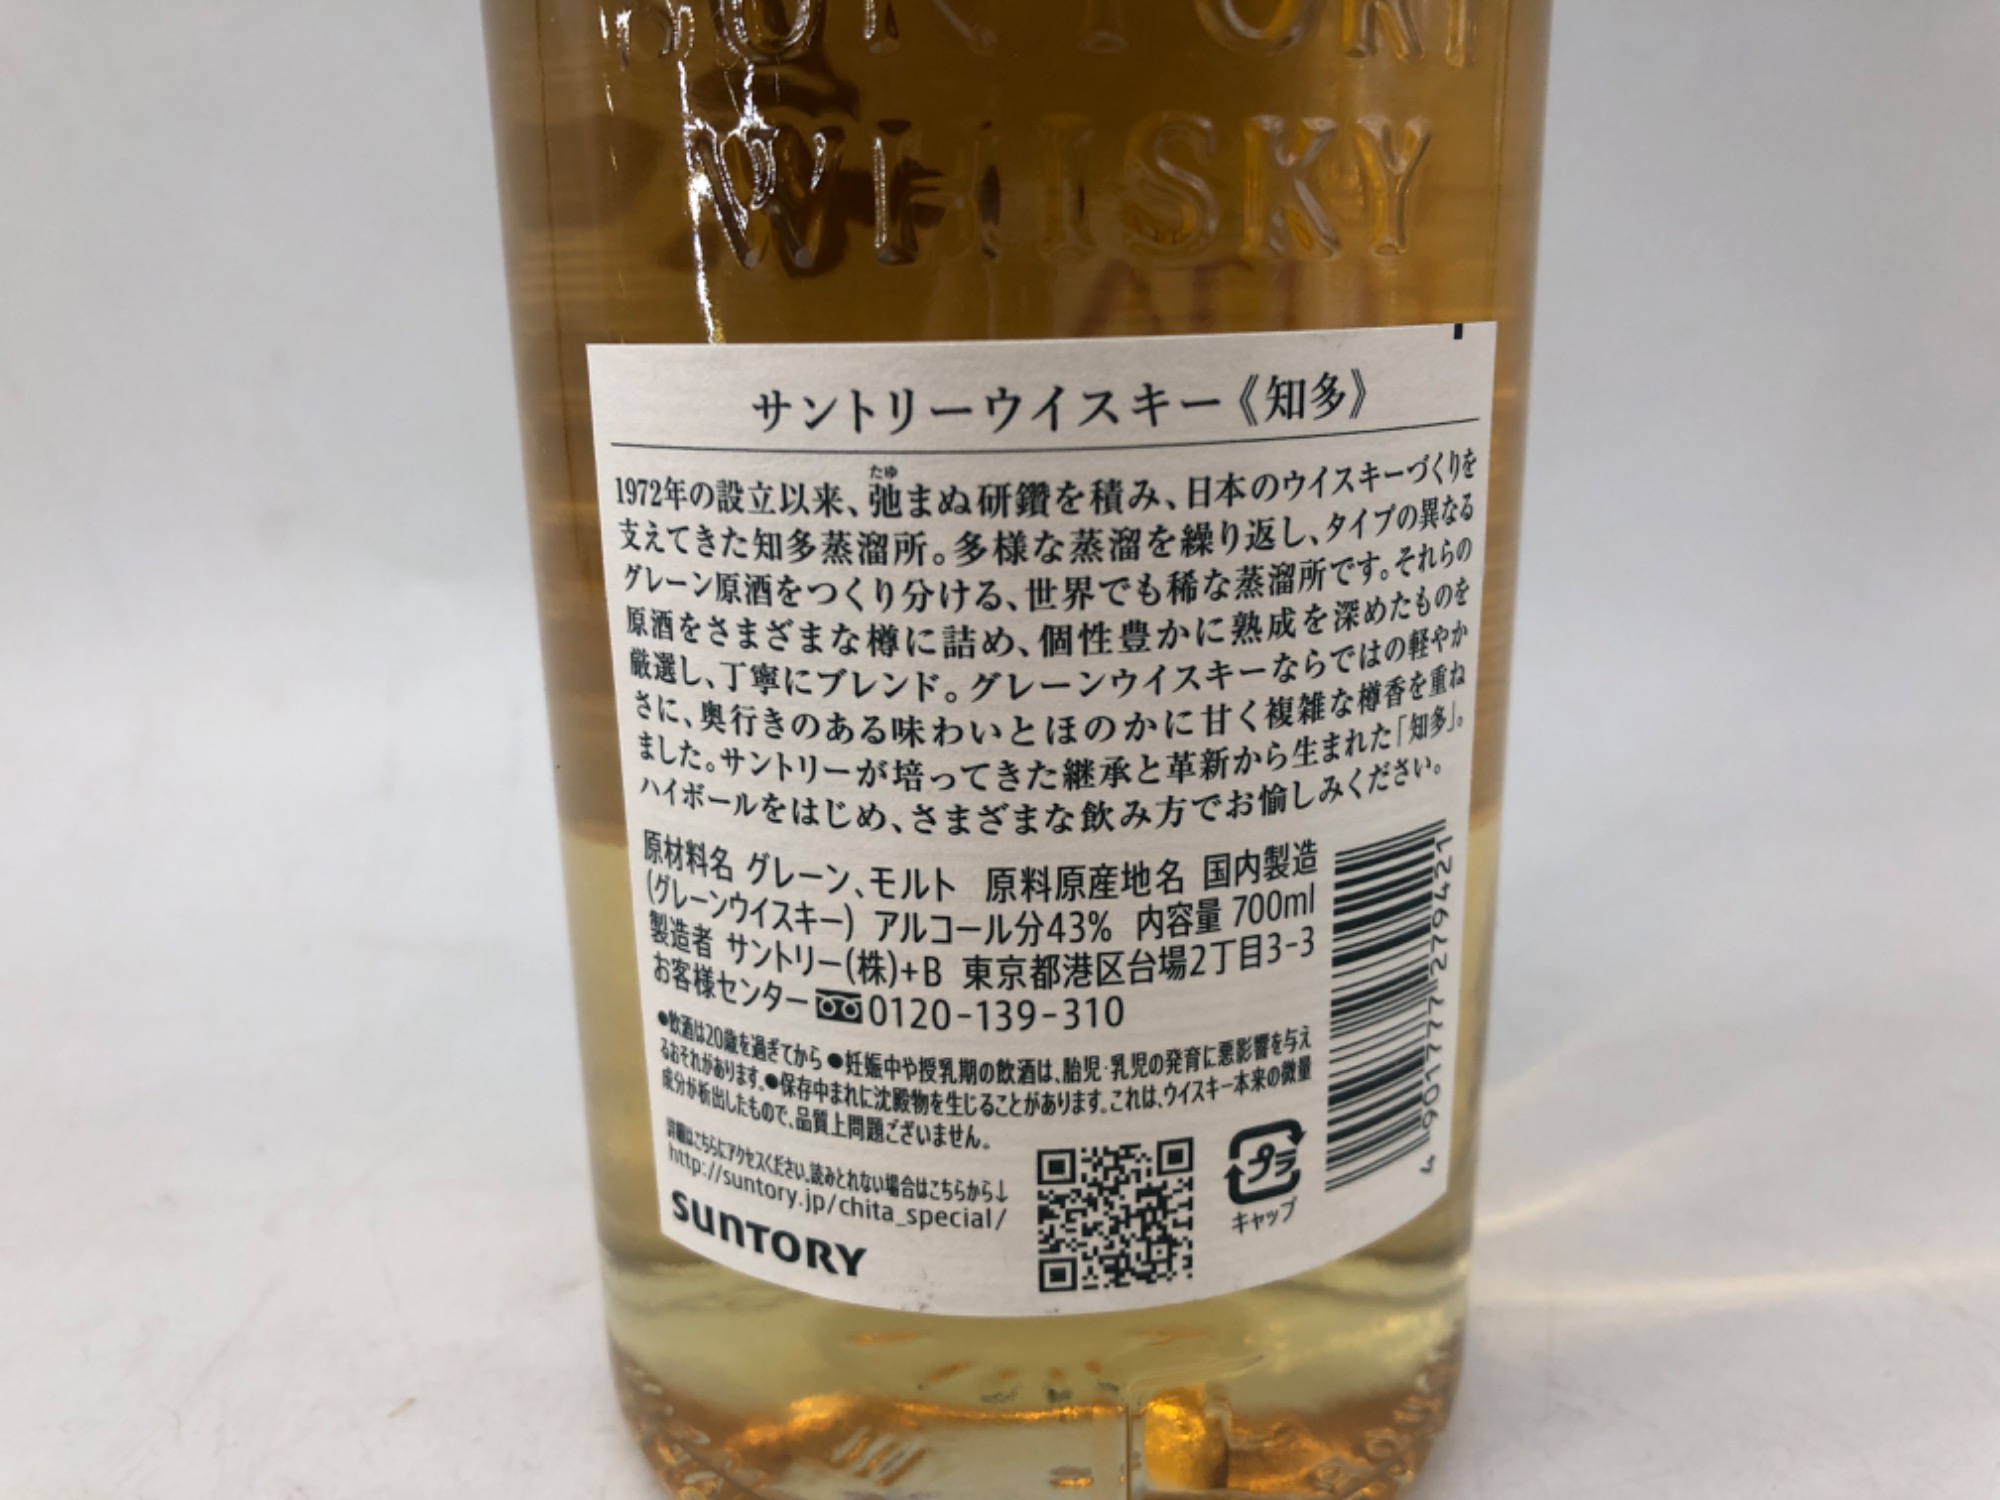 SUNTORY
WHISKY
サントリーウイスキー《知多》
たゆ
1972年の設立以来、弛まぬ研鑽を積み、日本のウイスキーづくりを
支えてきた知多蒸溜所。多様な蒸溜を繰り返し、タイプの異なる
グレーン原酒をつくり分ける、世界でも稀な蒸溜所です。それらの
原酒をさまざまな樽に詰め、個性豊かに熟成を深めたものを
厳選し、丁寧にブレンド。グレーンウイスキーならではの軽やか
さに、奥行きのある味わいとほのかに甘く複雑な樽香を重ね
ました。サントリーが培ってきた継承と革新から生まれた「知多」。
ハイボールをはじめ、さまざまな飲み方でお愉しみください。
原材料名 グレーン、モルト 原料原産地名 国内製造
(グレーンウイスキー) アルコール分43% 内容量 700ml
製造者 サントリー(株)+B 東京都港区台場2丁目3-3
お客様センター 0120-139-310
●飲酒は20歳を過ぎてから ●妊娠中や授乳期の飲酒は、胎児・乳児の発育に悪影響を与え
るおそれがあります。●保存中まれに沈殿物を生じることがあります。これは、ウイスキー本来の微量
成分が析出したもので、品質上問題ございません。
詳細はこちらにアクセスください。読みとれない場合はこちらから↓
http://suntory.jp/chita_special/
SUNTORY
プラ
キャップ
4 901777 279421